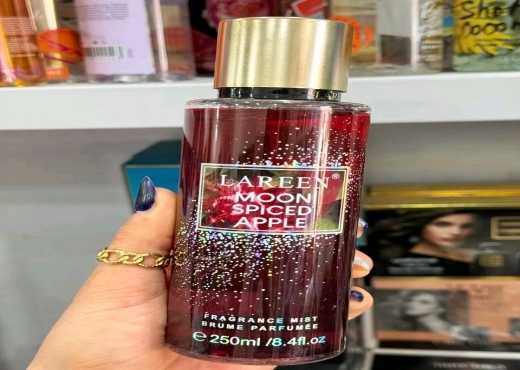 LAREEN®
MOON
SPICED
APPLE
FRAGRANCE MIST
BRUME PARFUMÉE
℮ 250ml /8.4fl.oz